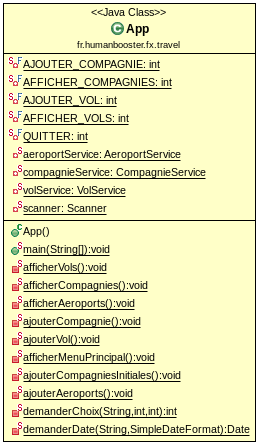 <<Java Class>>
App
fr.humanbooster.fx.travel
AJOUTER_COMPAGNIE: int
AFFICHER_COMPAGNIES: int
AJOUTER_VOL: int
AFFICHER_VOLS: int
QUITTER: int
aeroportService: AeroportService
compagnieService: CompagnieService
volService: VolService
scanner: Scanner
App()
main(String[]):void
afficherVols():void
afficherCompagnies():void
afficherAeroports():void
ajouterCompagnie():void
ajouterVol():void
afficherMenuPrincipal():void
ajouterCompagniesInitiales():void
ajouterAeroports():void
demanderChoix(String,int,int):int
demanderDate(String,SimpleDateFormat):Date